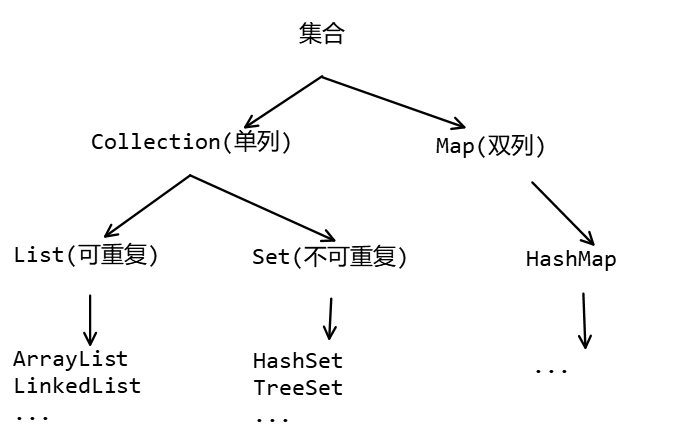 集合
Collection(单列)
Map(双列)
List(可重复)
Set(不可重复)
HashMap
ArrayList
LinkedList
...
HashSet
TreeSet
...
...